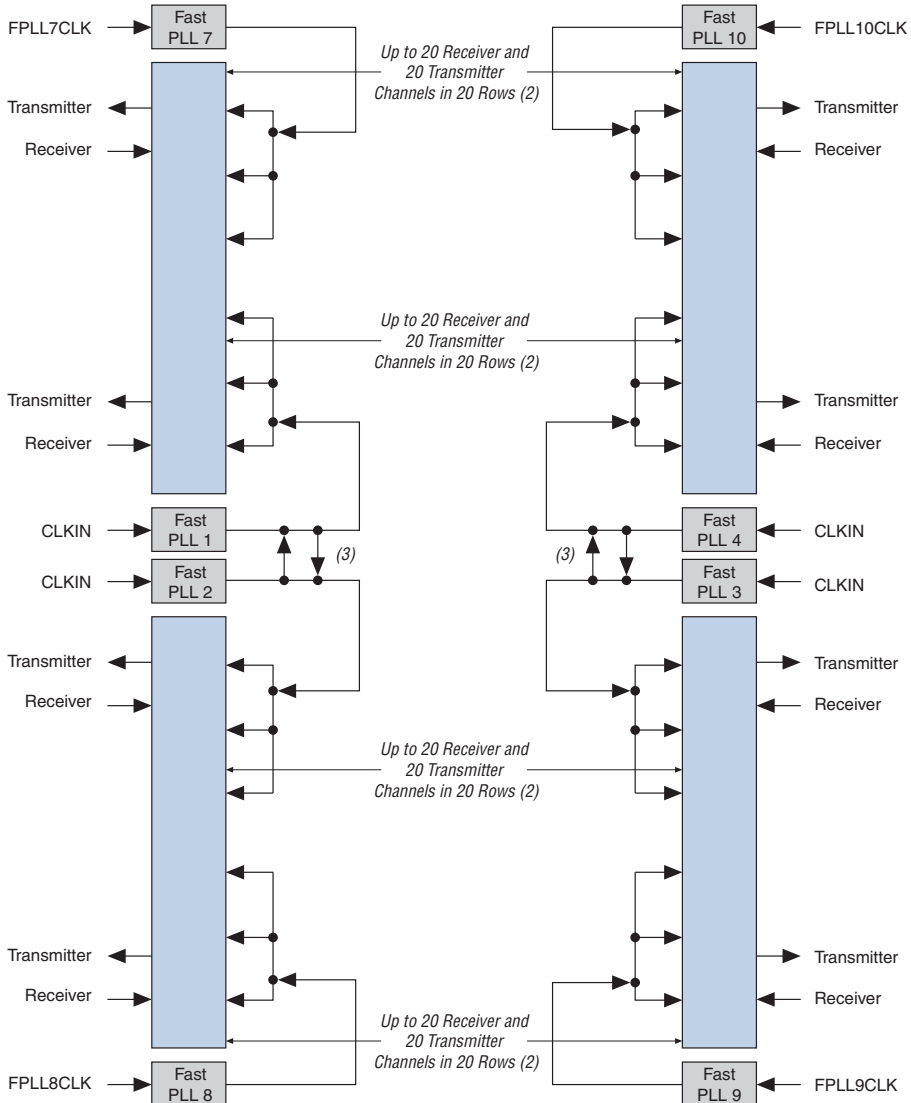 FPLL7CLK
Fast
PLL 7
Fast
PLL 10
FPLL10CLK
Up to 20 Receiver and
20 Transmitter
Channels in 20 Rows (2)
Transmitter
Receiver
Transmitter
Receiver
Up to 20 Receiver and
20 Transmitter
Channels in 20 Rows (2)
Transmitter
Receiver
Transmitter
Receiver
CLKIN
Fast
PLL 1
(3)
(3)
Fast
PLL 4
CLKIN
CLKIN
Fast
PLL 2
Fast
PLL 3
CLKIN
Transmitter
Receiver
Transmitter
Receiver
Up to 20 Receiver and
20 Transmitter
Channels in 20 Rows (2)
Transmitter
Receiver
Transmitter
Receiver
Up to 20 Receiver and
20 Transmitter
Channels in 20 Rows (2)
FPLL8CLK
Fast
PLL 8
Fast
PLL 9
FPLL9CLK